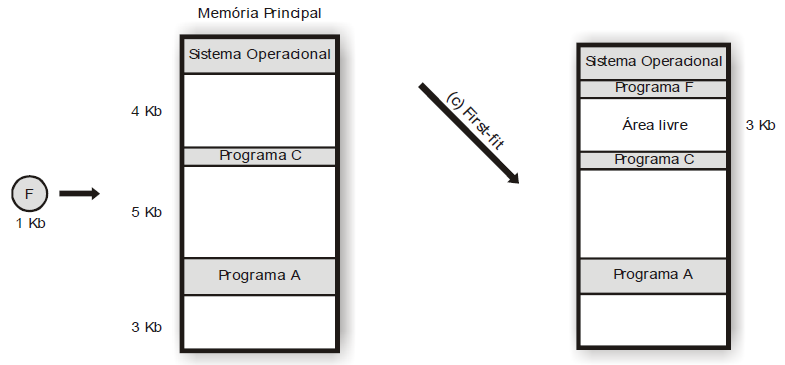 Memória Principal
Sistema Operacional
4 Kb
Programa C
F
1 Kb
5 Kb
Programa A
3 Kb
(c) First-fit
Sistema Operacional
Programa F
Área livre
3 Kb
Programa C
Programa A